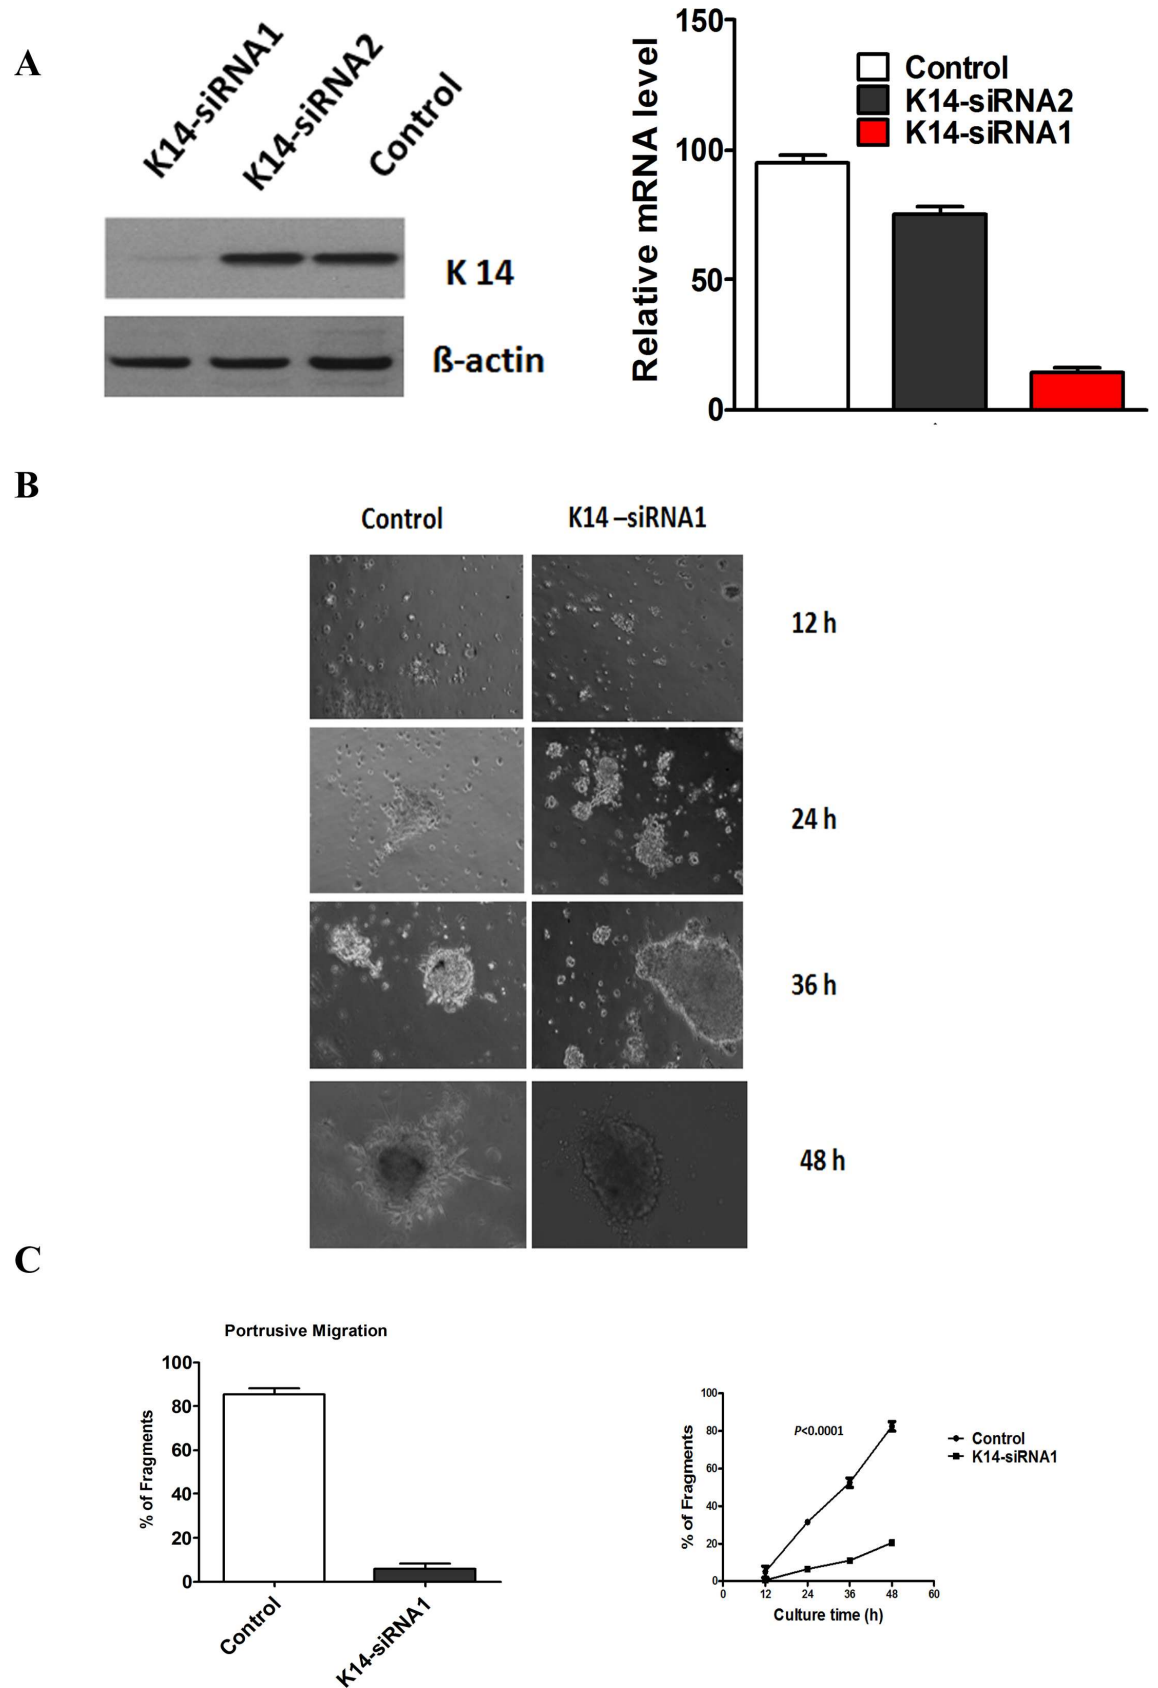 A
K14-siRNA1
K14-siRNA2
Control
K 14
ß-actin
Relative mRNA level
150
100
50
0
Control
K14-siRNA2
K14-siRNA1
B
Control
K14 –siRNA1
12 h
24 h
36 h
48 h
C
Portrusive Migration
% of Fragments
100
80
60
40
20
0
Control
K14-siRNA1
% of Fragments
100
80
60
40
20
0
P<0.0001
0 12 24 36 48 60
Culture time (h)
Control
K14-siRNA1